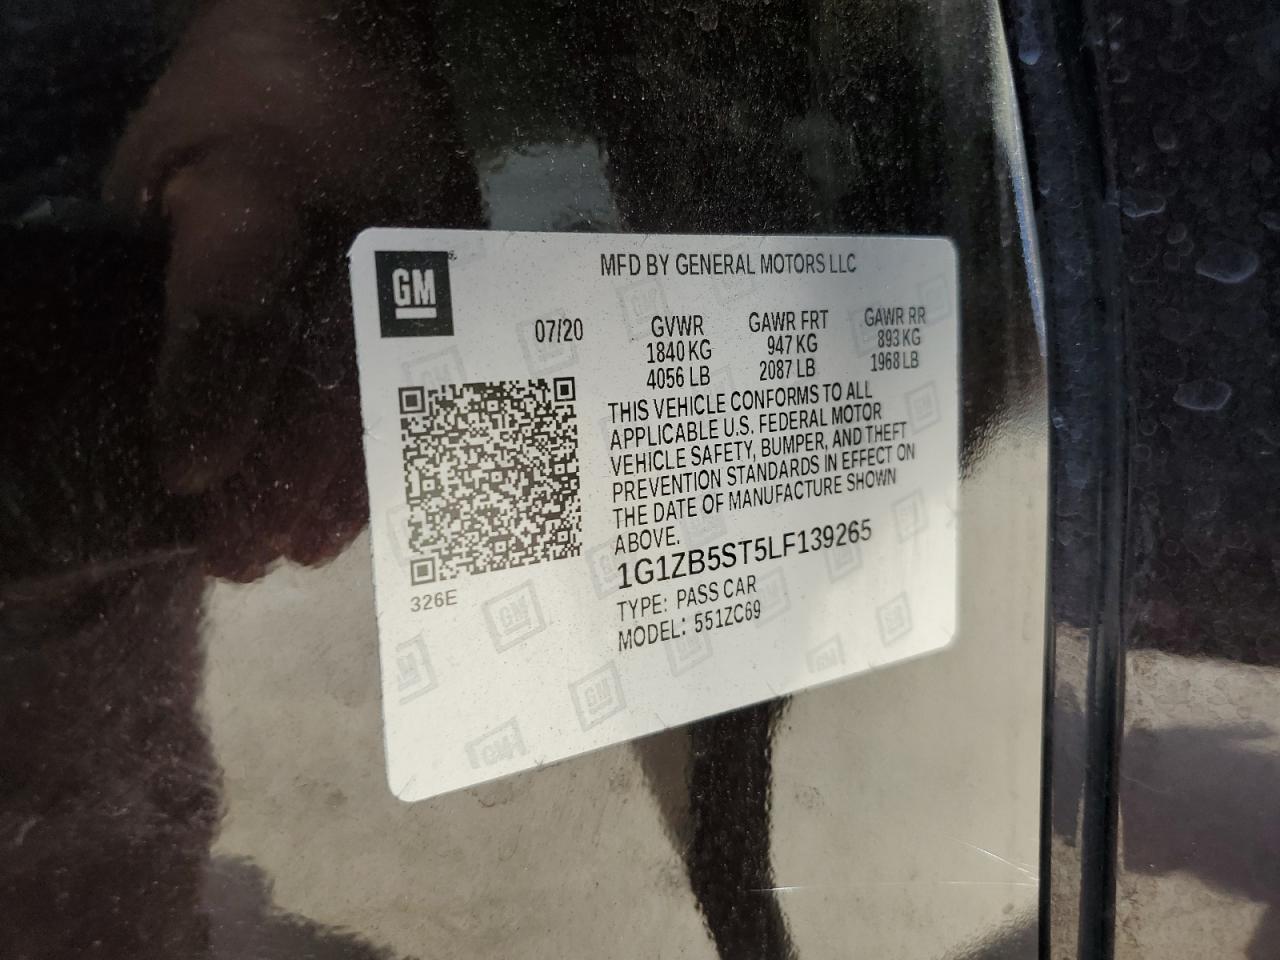 GM
MFD BY GENERAL MOTORS LLC
07/20 GVWR GAWR FRT GAWR RR
1840 KG 947 KG 893 KG
4056 LB 2087 LB 1968 LB
THIS VEHICLE CONFORMS TO ALL
APPLICABLE U.S. FEDERAL MOTOR
VEHICLE SAFETY, BUMPER, AND THEFT
PREVENTION STANDARDS IN EFFECT ON
THE DATE OF MANUFACTURE SHOWN
ABOVE.
1G1ZB5ST5LF139265
326E
TYPE: PASS CAR
MODEL: 551ZC69